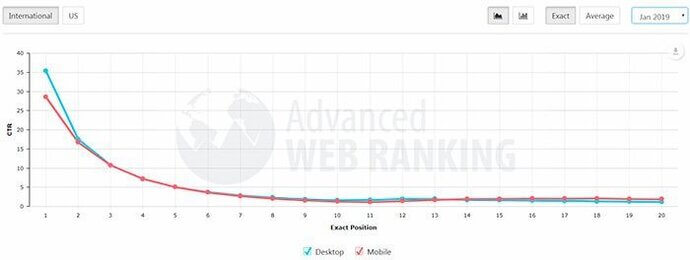 International US Exact Average Jan 2019
40
35
30
25
20
15
10
5
0
CTR
Advanced
WEB RANKING
1 2 3 4 5 6 7 8 9 10 11 12 13 14 15 16 17 18 19 20
Exact Position
Desktop Mobile